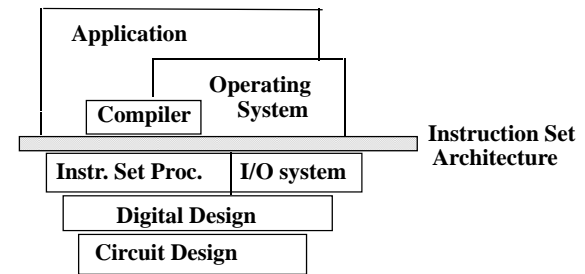 Application
Operating
System
Compiler
Instruction Set
Architecture
Instr. Set Proc.
I/O system
Digital Design
Circuit Design